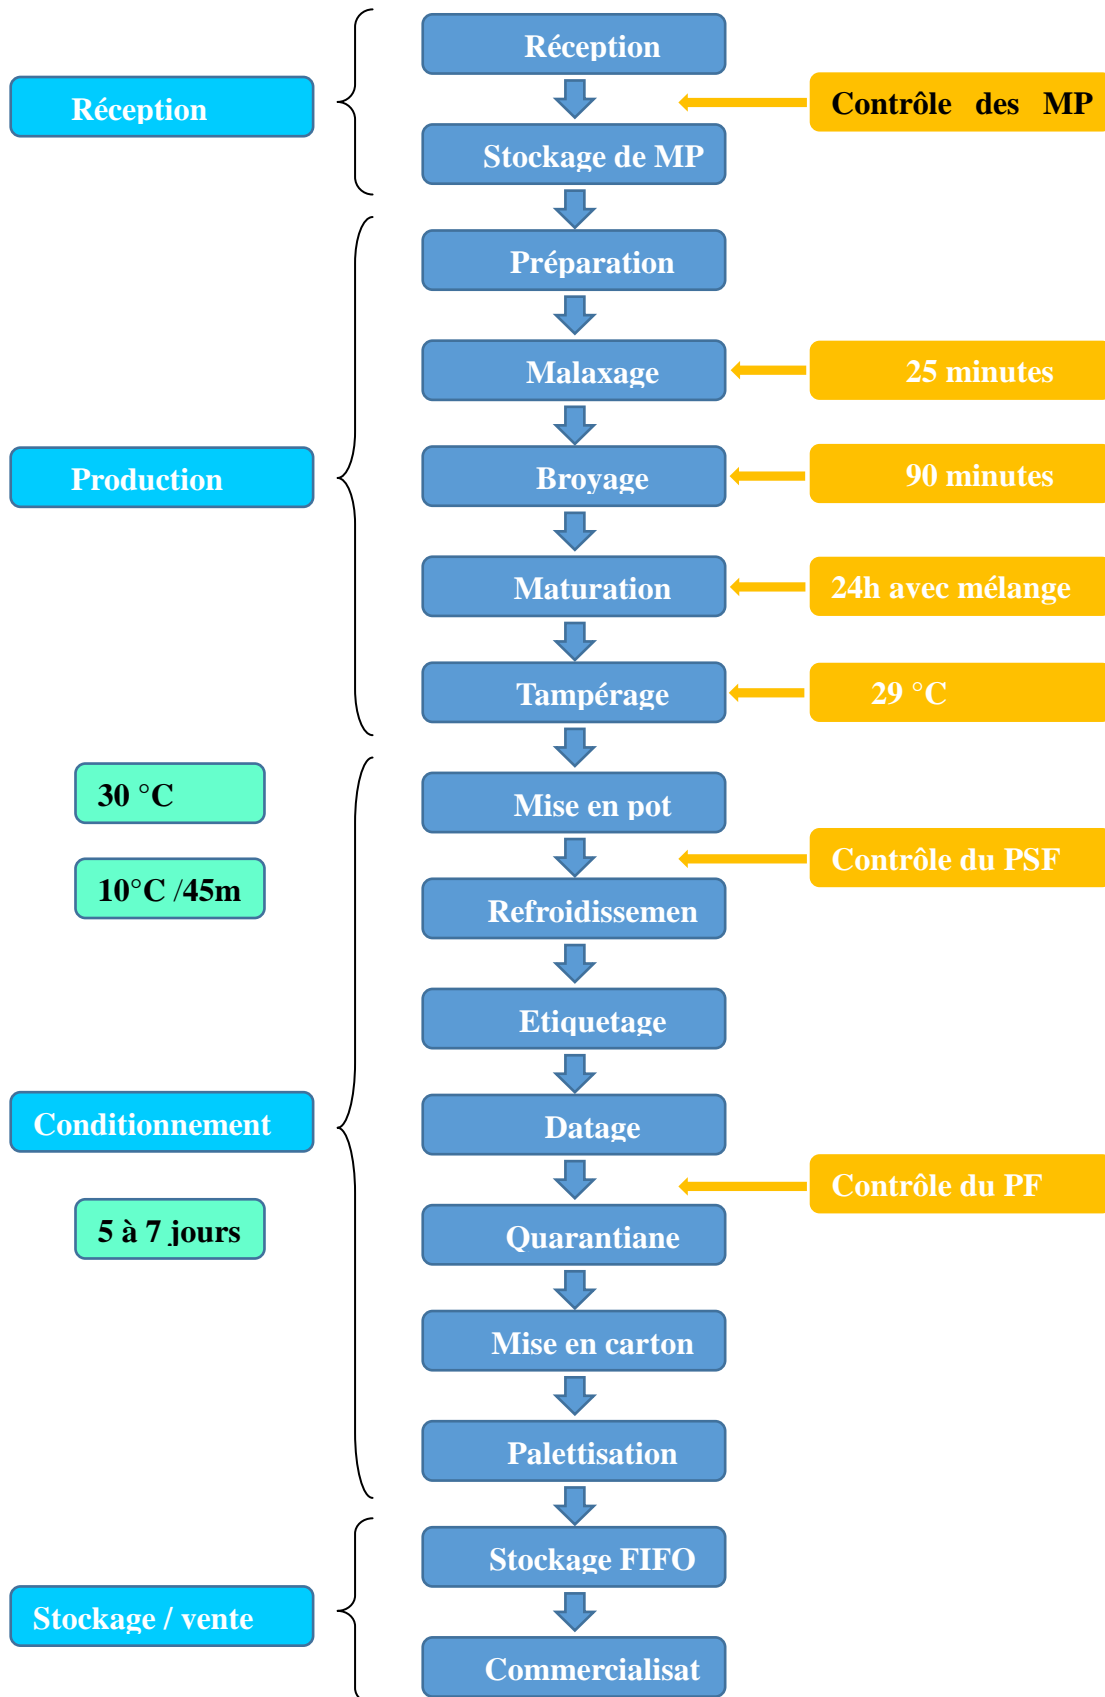 Réception
Réception
Contrôle des MP
Stockage de MP
Préparation
Malaxage
25 minutes
Production
Broyage
90 minutes
Maturation
24h avec mélange
Tampérage
29 °C
30 °C
Mise en pot
10°C /45m
Contrôle du PSF
Refroidissemen
Etiquetage
Conditionnement
Datage
Contrôle du PF
5 à 7 jours
Quarantiane
Mise en carton
Palettisation
Stockage FIFO
Stockage / vente
Commercialisat